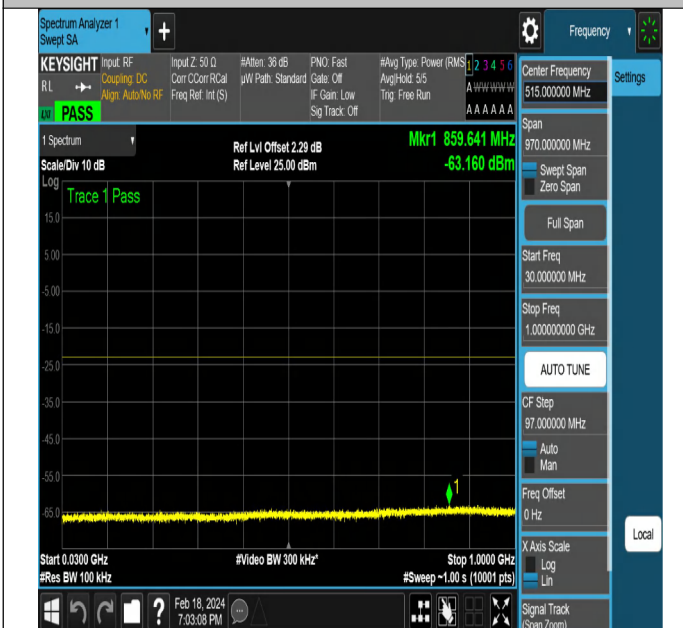 Spectrum Analyzer 1
Swept SA
Frequency
KEYSIGHT
RL
LXI
PASS
Input: RF
Coupling: DC
Align: Auto/No RF
Input Z: 50 Ω
Corr CCorr RCal
Freq Ref: Int (S)
#Atten: 36 dB
µW Path: Standard
PNO: Fast
Gate: Off
IF Gain: Low
Sig Track: Off
#Avg Type: Power (RMS
Avg|Hold: 5/5
Trig: Free Run
1 2 3 4 5 6
A W W W W W
A A A A A A
1 Spectrum
Scale/Div 10 dB
Log
Ref Lvl Offset 2.29 dB
Ref Level 25.00 dBm
Mkr1 859.641 MHz
-63.160 dBm
Trace 1 Pass
15.0
5.00
-5.00
-15.0
-25.0
-35.0
-45.0
-55.0
-65.0
1
Start 0.0300 GHz
#Res BW 100 kHz
#Video BW 300 kHz*
Stop 1.0000 GHz
#Sweep ~1.00 s (10001 pts)
Feb 18, 2024
7:03:08 PM
?
Center Frequency
515.000000 MHz
Span
970.000000 MHz
Swept Span
Zero Span
Full Span
Start Freq
30.000000 MHz
Stop Freq
1.000000000 GHz
AUTO TUNE
CF Step
97.000000 MHz
Auto
Man
Freq Offset
0 Hz
X Axis Scale
Log
Lin
Signal Track
(Span Zoom)
Settings
Local